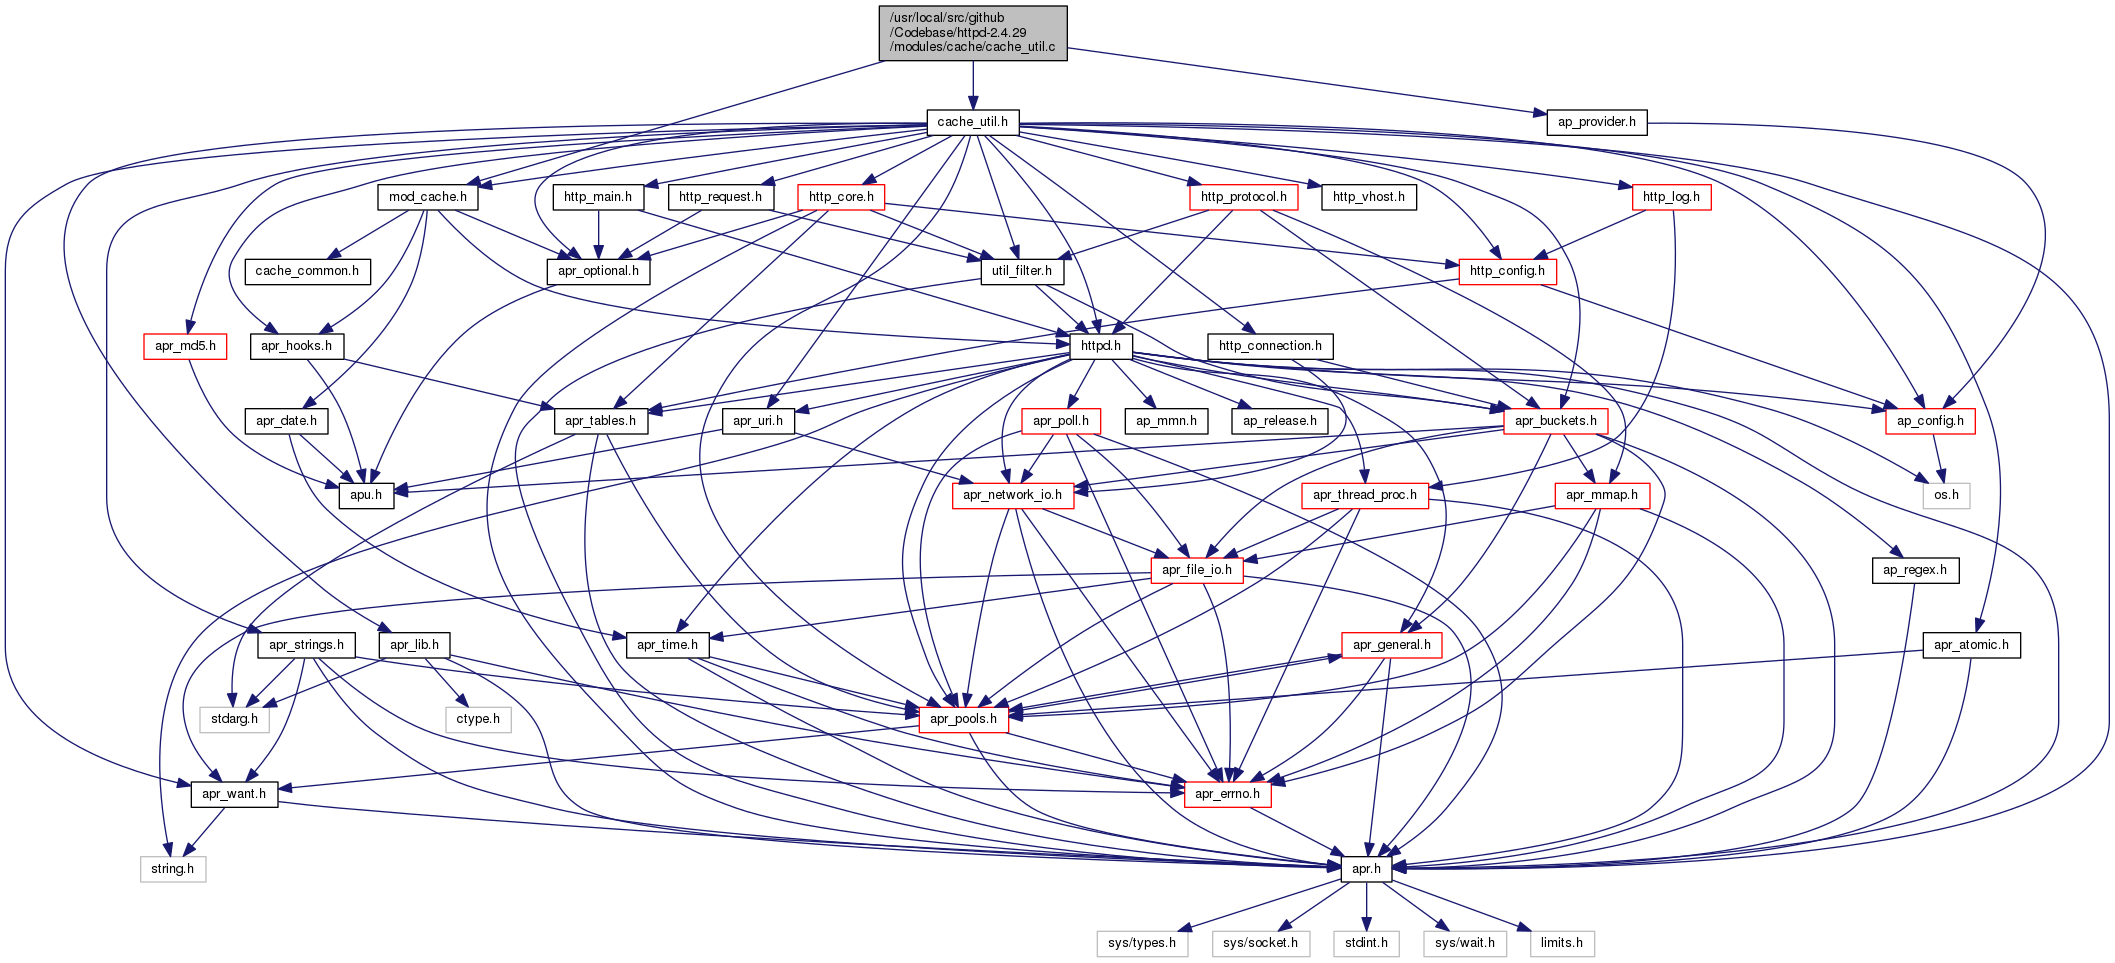 /usr/local/src/github
/Codebase/httpd-2.4.29
/modules/cache/cache_util.c
cache_util.h
ap_provider.h
mod_cache.h
http_main.h
http_request.h
http_core.h
http_protocol.h
http_vhost.h
http_log.h
cache_common.h
apr_optional.h
util_filter.h
http_config.h
apr_md5.h
apr_hooks.h
httpd.h
http_connection.h
apr_date.h
apr_tables.h
apr_uri.h
apr_poll.h
ap_mmn.h
ap_release.h
apr_buckets.h
ap_config.h
apu.h
apr_network_io.h
apr_thread_proc.h
apr_mmap.h
os.h
apr_file_io.h
ap_regex.h
apr_strings.h
apr_lib.h
apr_time.h
apr_general.h
apr_atomic.h
stdarg.h
ctype.h
apr_pools.h
apr_want.h
apr_errno.h
string.h
apr.h
sys/types.h
sys/socket.h
stdint.h
sys/wait.h
limits.h